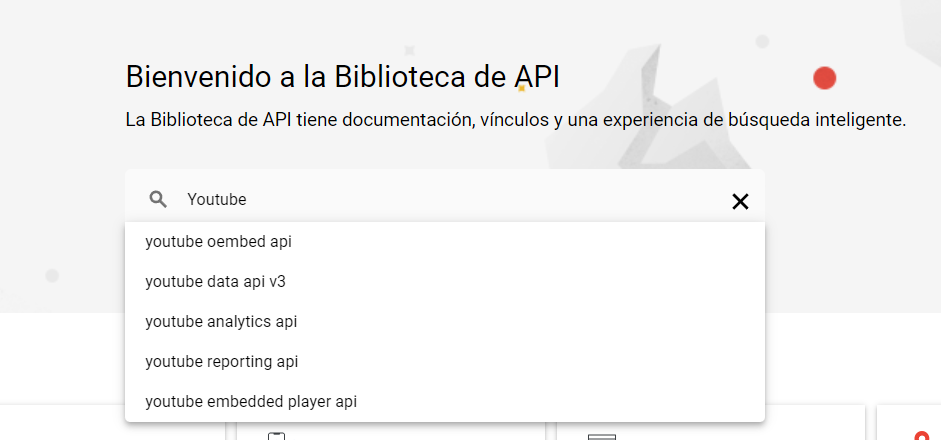 Bienvenido a la Biblioteca de API
La Biblioteca de API tiene documentación, vínculos y una experiencia de búsqueda inteligente.
Youtube
youtube oembed api
youtube data api v3
youtube analytics api
youtube reporting api
youtube embedded player api